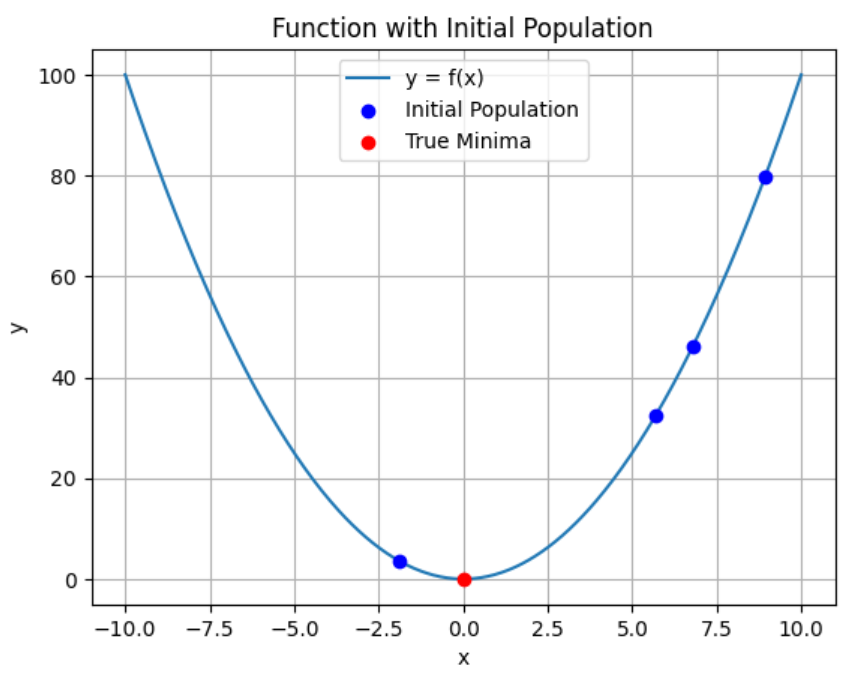 Function with Initial Population
y = f(x)
Initial Population
True Minima
100
80
60
40
20
0
y
−10.0 −7.5 −5.0 −2.5 0.0 2.5 5.0 7.5 10.0
x